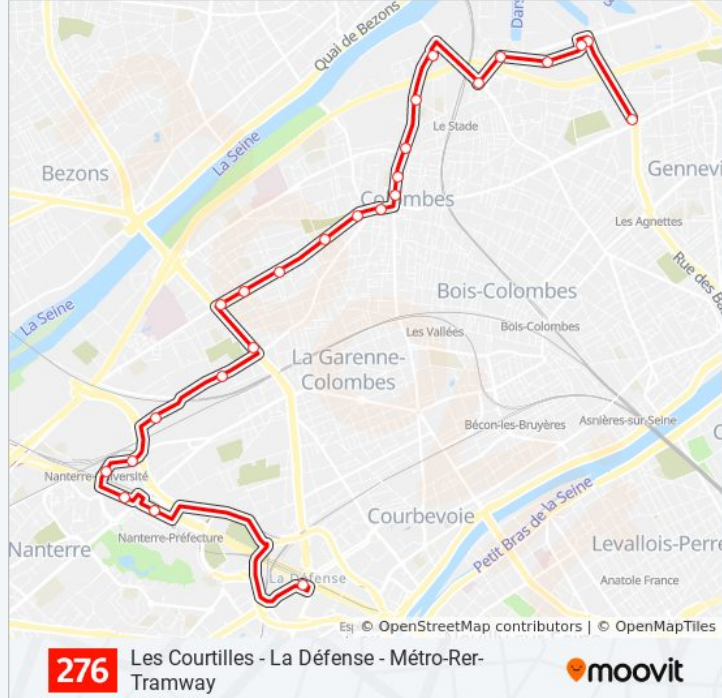 Quai de Bezons
Dars
Le Stade
La Seine
Bezons
Gennevi
Colombes
Les Agnettes
Rue des Ba
La Seine
Bois-Colombes
Les Vallées
Bois-Colombes
La Garenne-
Colombes
Bécon-les-Bruyères
Asnières-sur-Seine
Nanterre-Université
Courbevoie
Petit Bras de la Seine
Nanterre-Préfecture
Nanterre
Levallois-Perre
La Défense
Anatole France
Esp
© OpenStreetMap contributors | © OpenMapTiles
276
Les Courtilles - La Défense - Métro-Rer-
Tramway
moovit